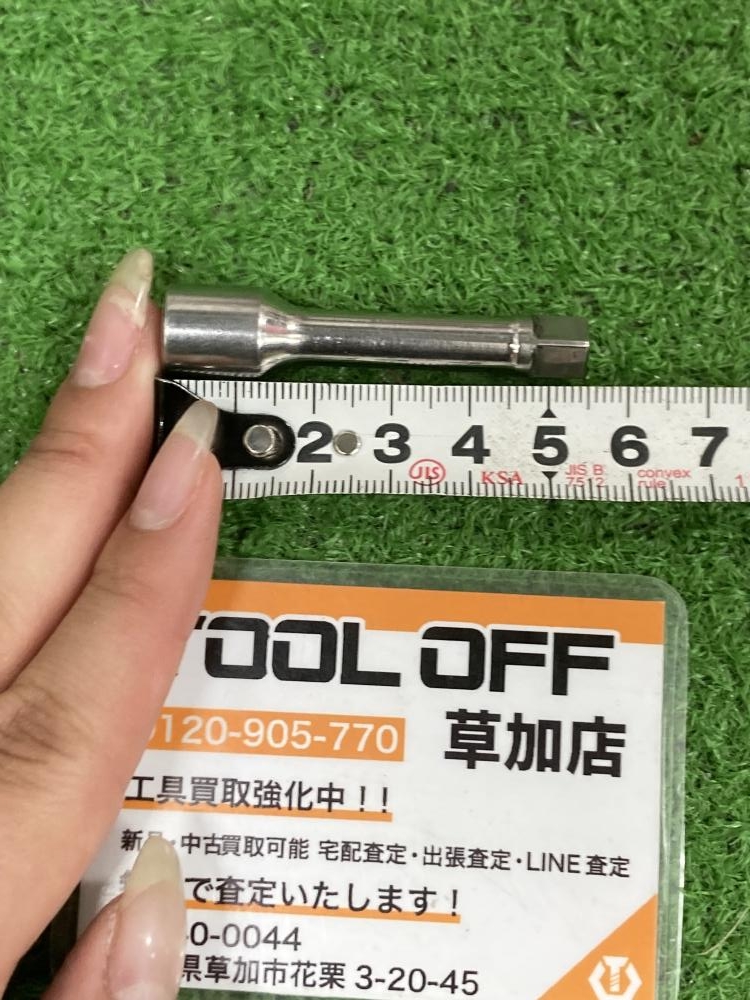 2 3 4 5 6 7
JIS KSA JIS B 7512 convex rule 1
TOOL OFF
0120-905-770 草加店
工具買取強化中!!
新品・中古買取可能 宅配査定・出張査定・LINE査定
で査定いたします!
0-0044
県草加市花栗 3-20-45